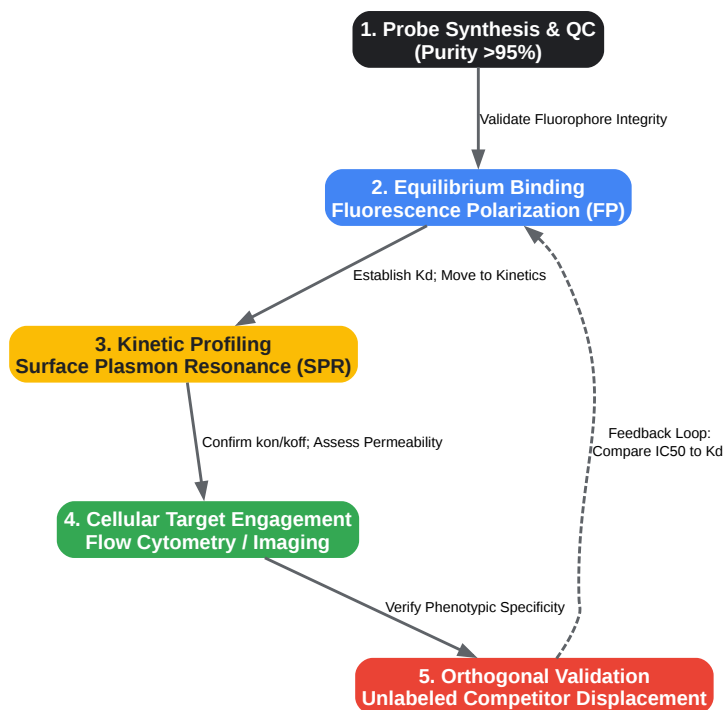 1. Probe Synthesis & QC
(Purity >95%)
Validate Fluorophore Integrity
2. Equilibrium Binding
Fluorescence Polarization (FP)
Establish Kd; Move to Kinetics
3. Kinetic Profiling
Surface Plasmon Resonance (SPR)
Confirm kon/koff; Assess Permeability
Feedback Loop:
Compare IC50 to Kd
4. Cellular Target Engagement
Flow Cytometry / Imaging
Verify Phenotypic Specificity
5. Orthogonal Validation
Unlabeled Competitor Displacement